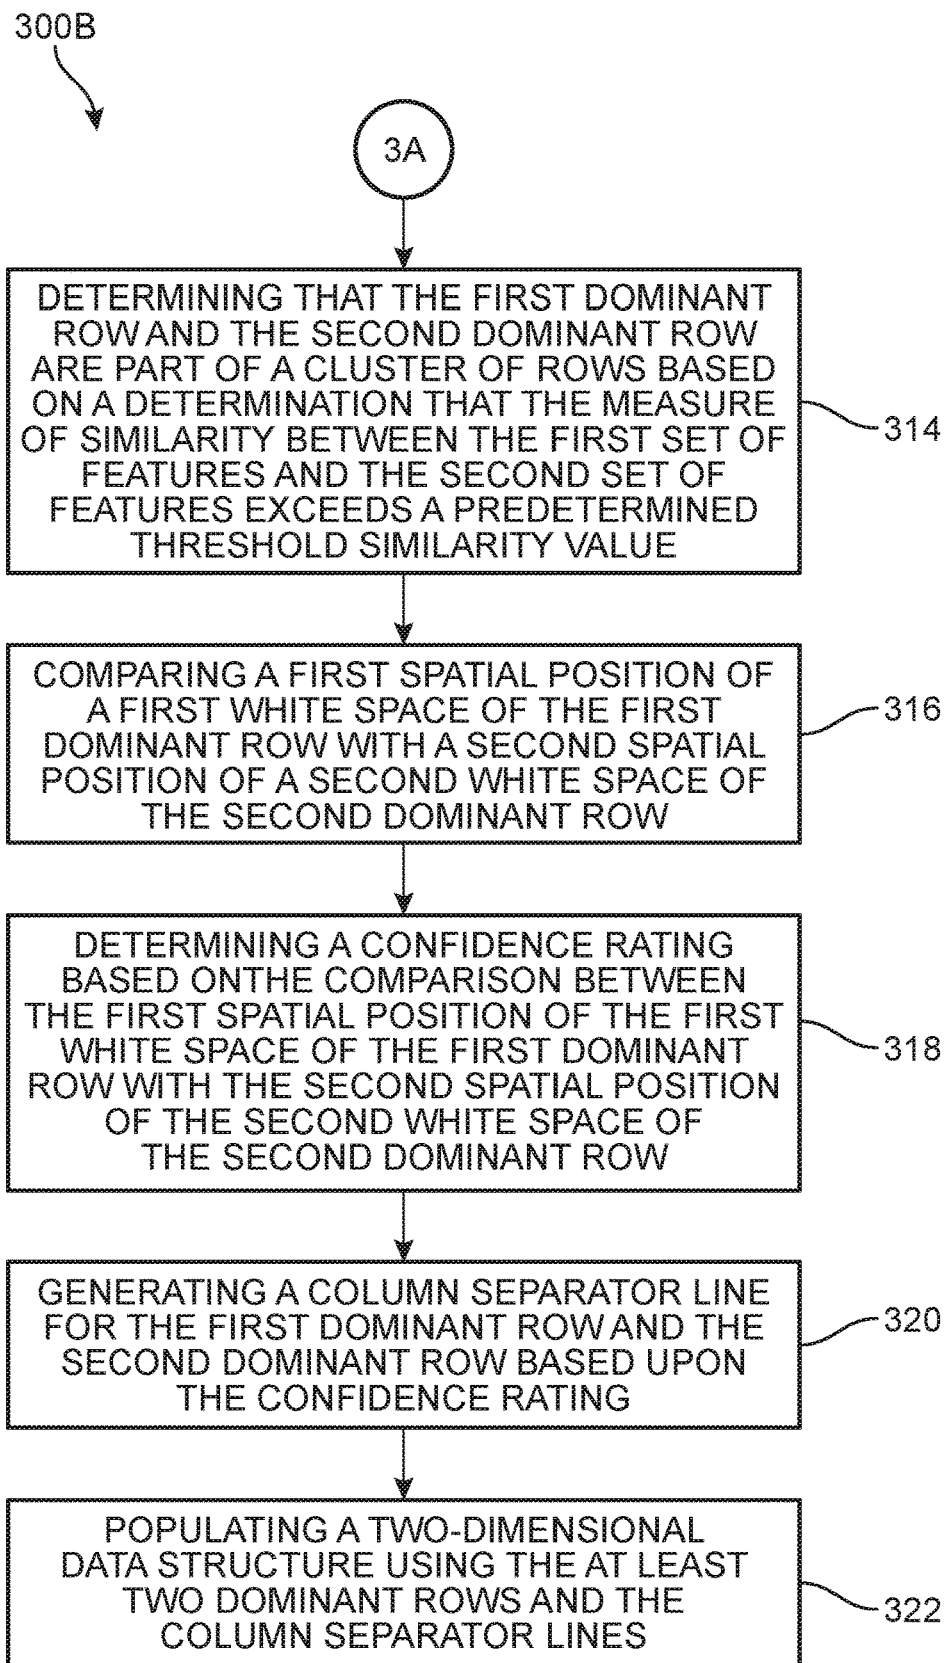 300B
3A
DETERMINING THAT THE FIRST DOMINANT
ROW AND THE SECOND DOMINANT ROW
ARE PART OF A CLUSTER OF ROWS BASED
ON A DETERMINATION THAT THE MEASURE
OF SIMILARITY BETWEEN THE FIRST SET OF
FEATURES AND THE SECOND SET OF
FEATURES EXCEEDS A PREDETERMINED
THRESHOLD SIMILARITY VALUE
314
COMPARING A FIRST SPATIAL POSITION OF
A FIRST WHITE SPACE OF THE FIRST
DOMINANT ROW WITH A SECOND SPATIAL
POSITION OF A SECOND WHITE SPACE OF
THE SECOND DOMINANT ROW
316
DETERMINING A CONFIDENCE RATING
BASED ONTHE COMPARISON BETWEEN
THE FIRST SPATIAL POSITION OF THE FIRST
WHITE SPACE OF THE FIRST DOMINANT
ROW WITH THE SECOND SPATIAL POSITION
OF THE SECOND WHITE SPACE OF
THE SECOND DOMINANT ROW
318
GENERATING A COLUMN SEPARATOR LINE
FOR THE FIRST DOMINANT ROW AND THE
SECOND DOMINANT ROW BASED UPON
THE CONFIDENCE RATING
320
POPULATING A TWO-DIMENSIONAL
DATA STRUCTURE USING THE AT LEAST
TWO DOMINANT ROWS AND THE
COLUMN SEPARATOR LINES
322